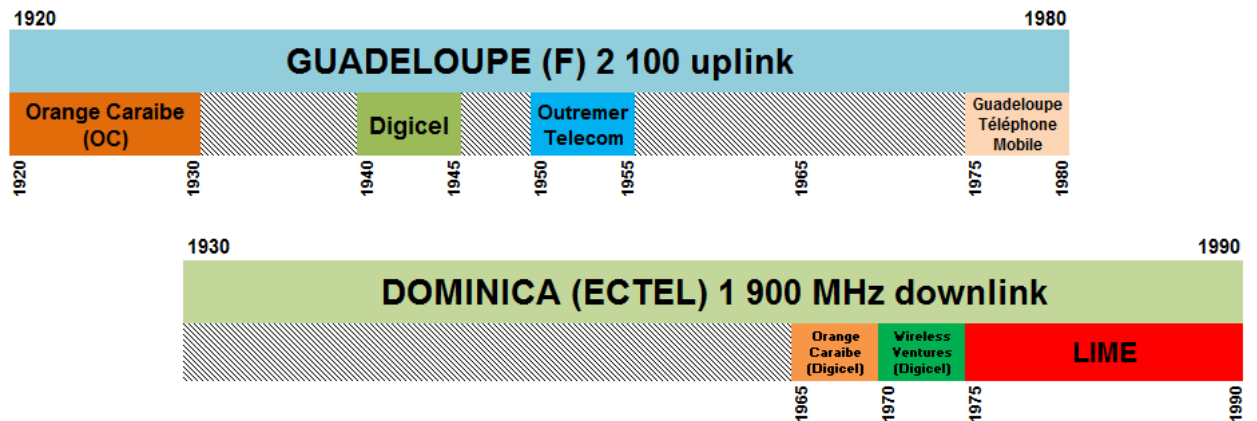 1920 1980
GUADELOUPE (F) 2 100 uplink
Orange Caraibe
(OC)
Digicel
Outremer
Telecom
Guadeloupe
Téléphone
Mobile
1920 1930 1940 1945 1950 1955 1965 1975 1980
1930 1990
DOMINICA (ECTEL) 1 900 MHz downlink
Orange
Caraibe
(Digicel)
Wireless
Ventures
(Digicel)
LIME
1965 1970 1975 1990